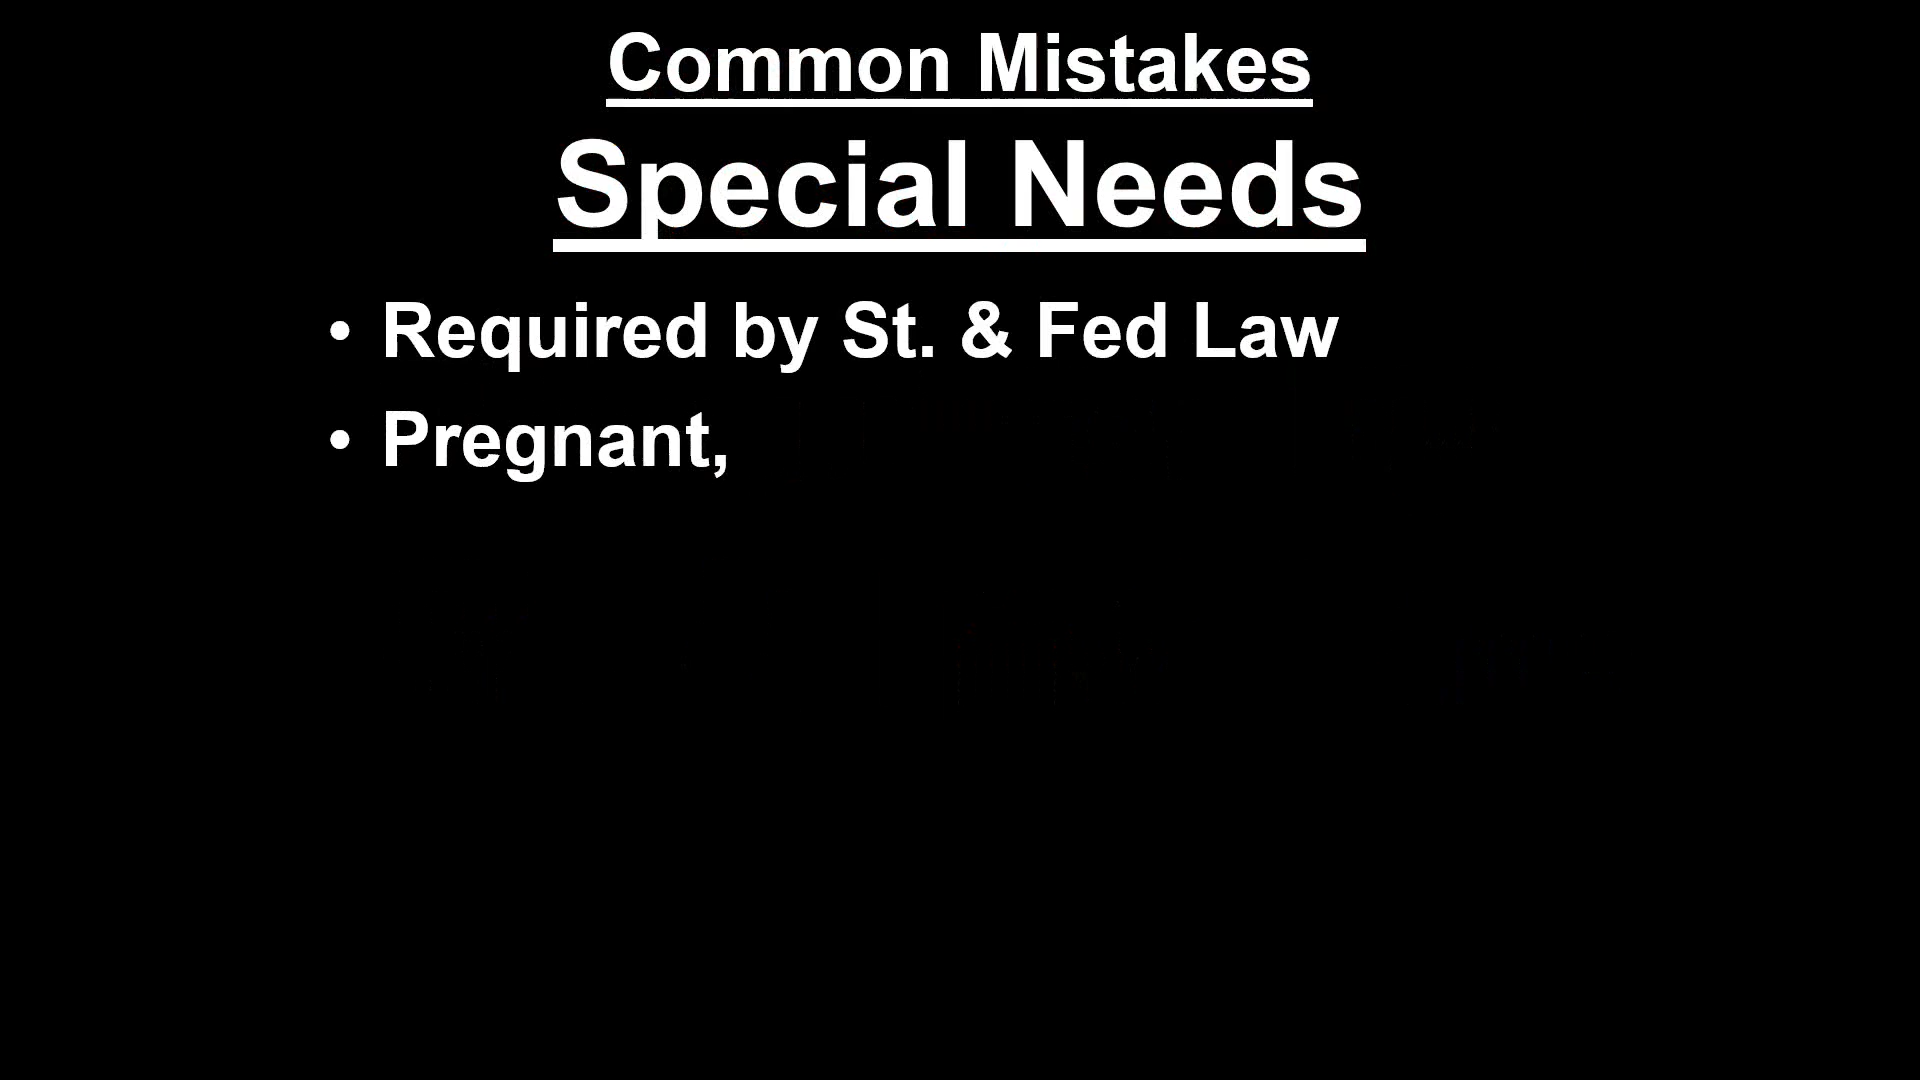 Common Mistakes
Special Needs
• Required by St. & Fed Law
• Pregnant,